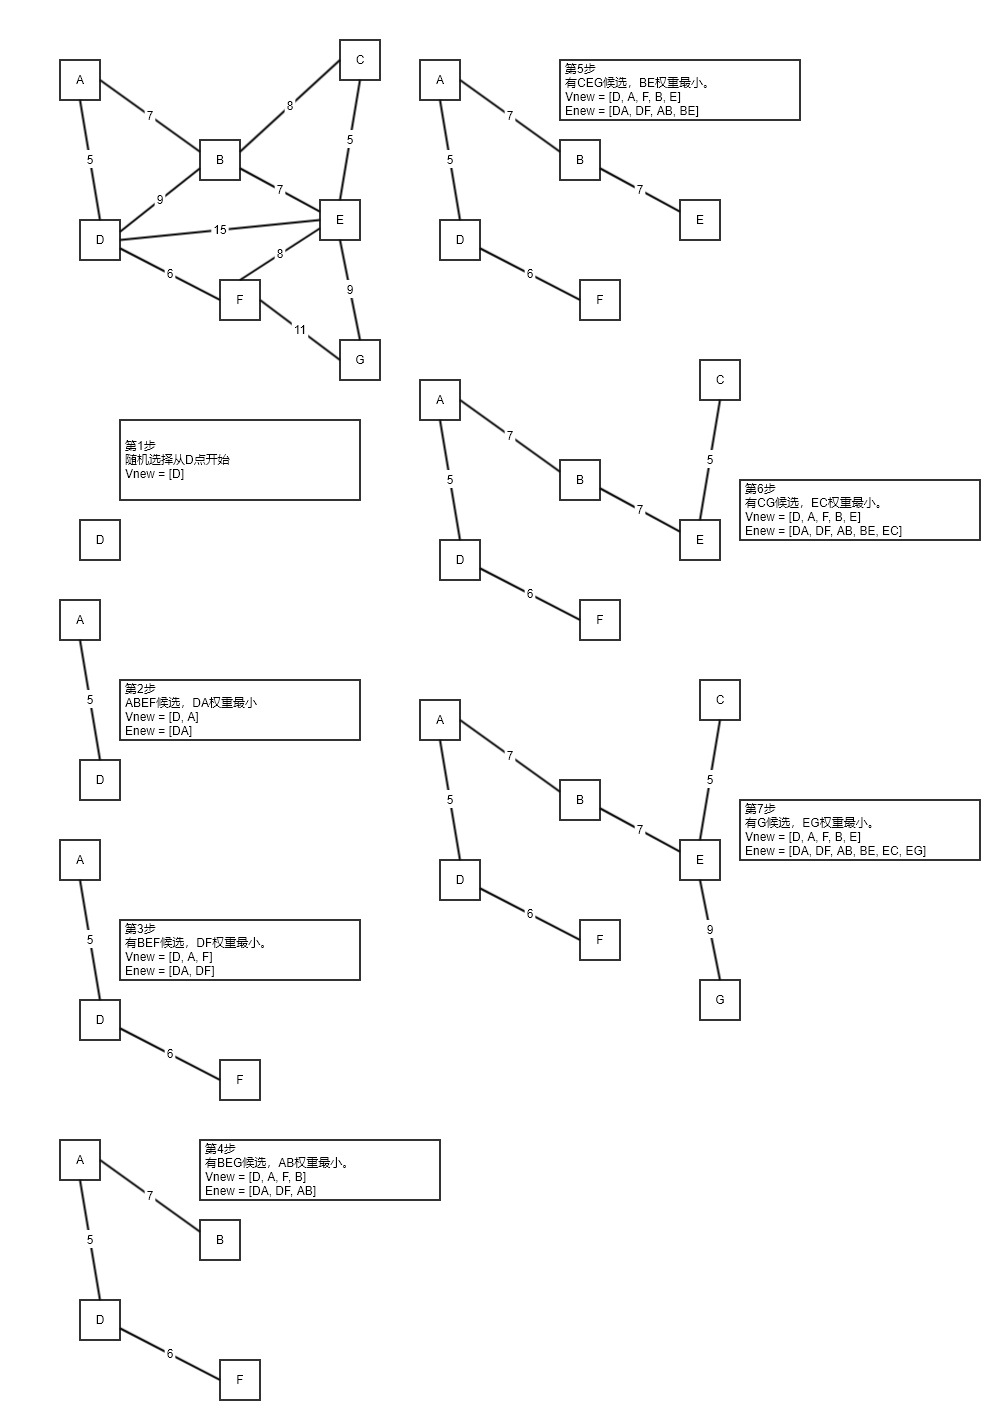 A
C
7
8
5
5
B
9
7
D
15
E
6
8
9
F
11
G
第1步
随机选择从D点开始
Vnew = [D]
D
A
5
第2步
ABEF候选，DA权重最小
Vnew = [D, A]
Enew = [DA]
D
A
5
第3步
有BEF候选，DF权重最小。
Vnew = [D, A, F]
Enew = [DA, DF]
D
6
F
A
第4步
有BEG候选，AB权重最小。
Vnew = [D, A, F, B]
Enew = [DA, DF, AB]
7
5
B
D
6
F
A
第5步
有CEG候选，BE权重最小。
Vnew = [D, A, F, B, E]
Enew = [DA, DF, AB, BE]
7
5
B
7
E
D
6
F
C
A
7
5
5
B
7
第6步
有CG候选，EC权重最小。
Vnew = [D, A, F, B, E]
Enew = [DA, DF, AB, BE, EC]
E
D
6
F
C
A
7
5
5
B
7
第7步
有G候选，EG权重最小。
Vnew = [D, A, F, B, E]
Enew = [DA, DF, AB, BE, EC, EG]
E
D
6
9
F
G